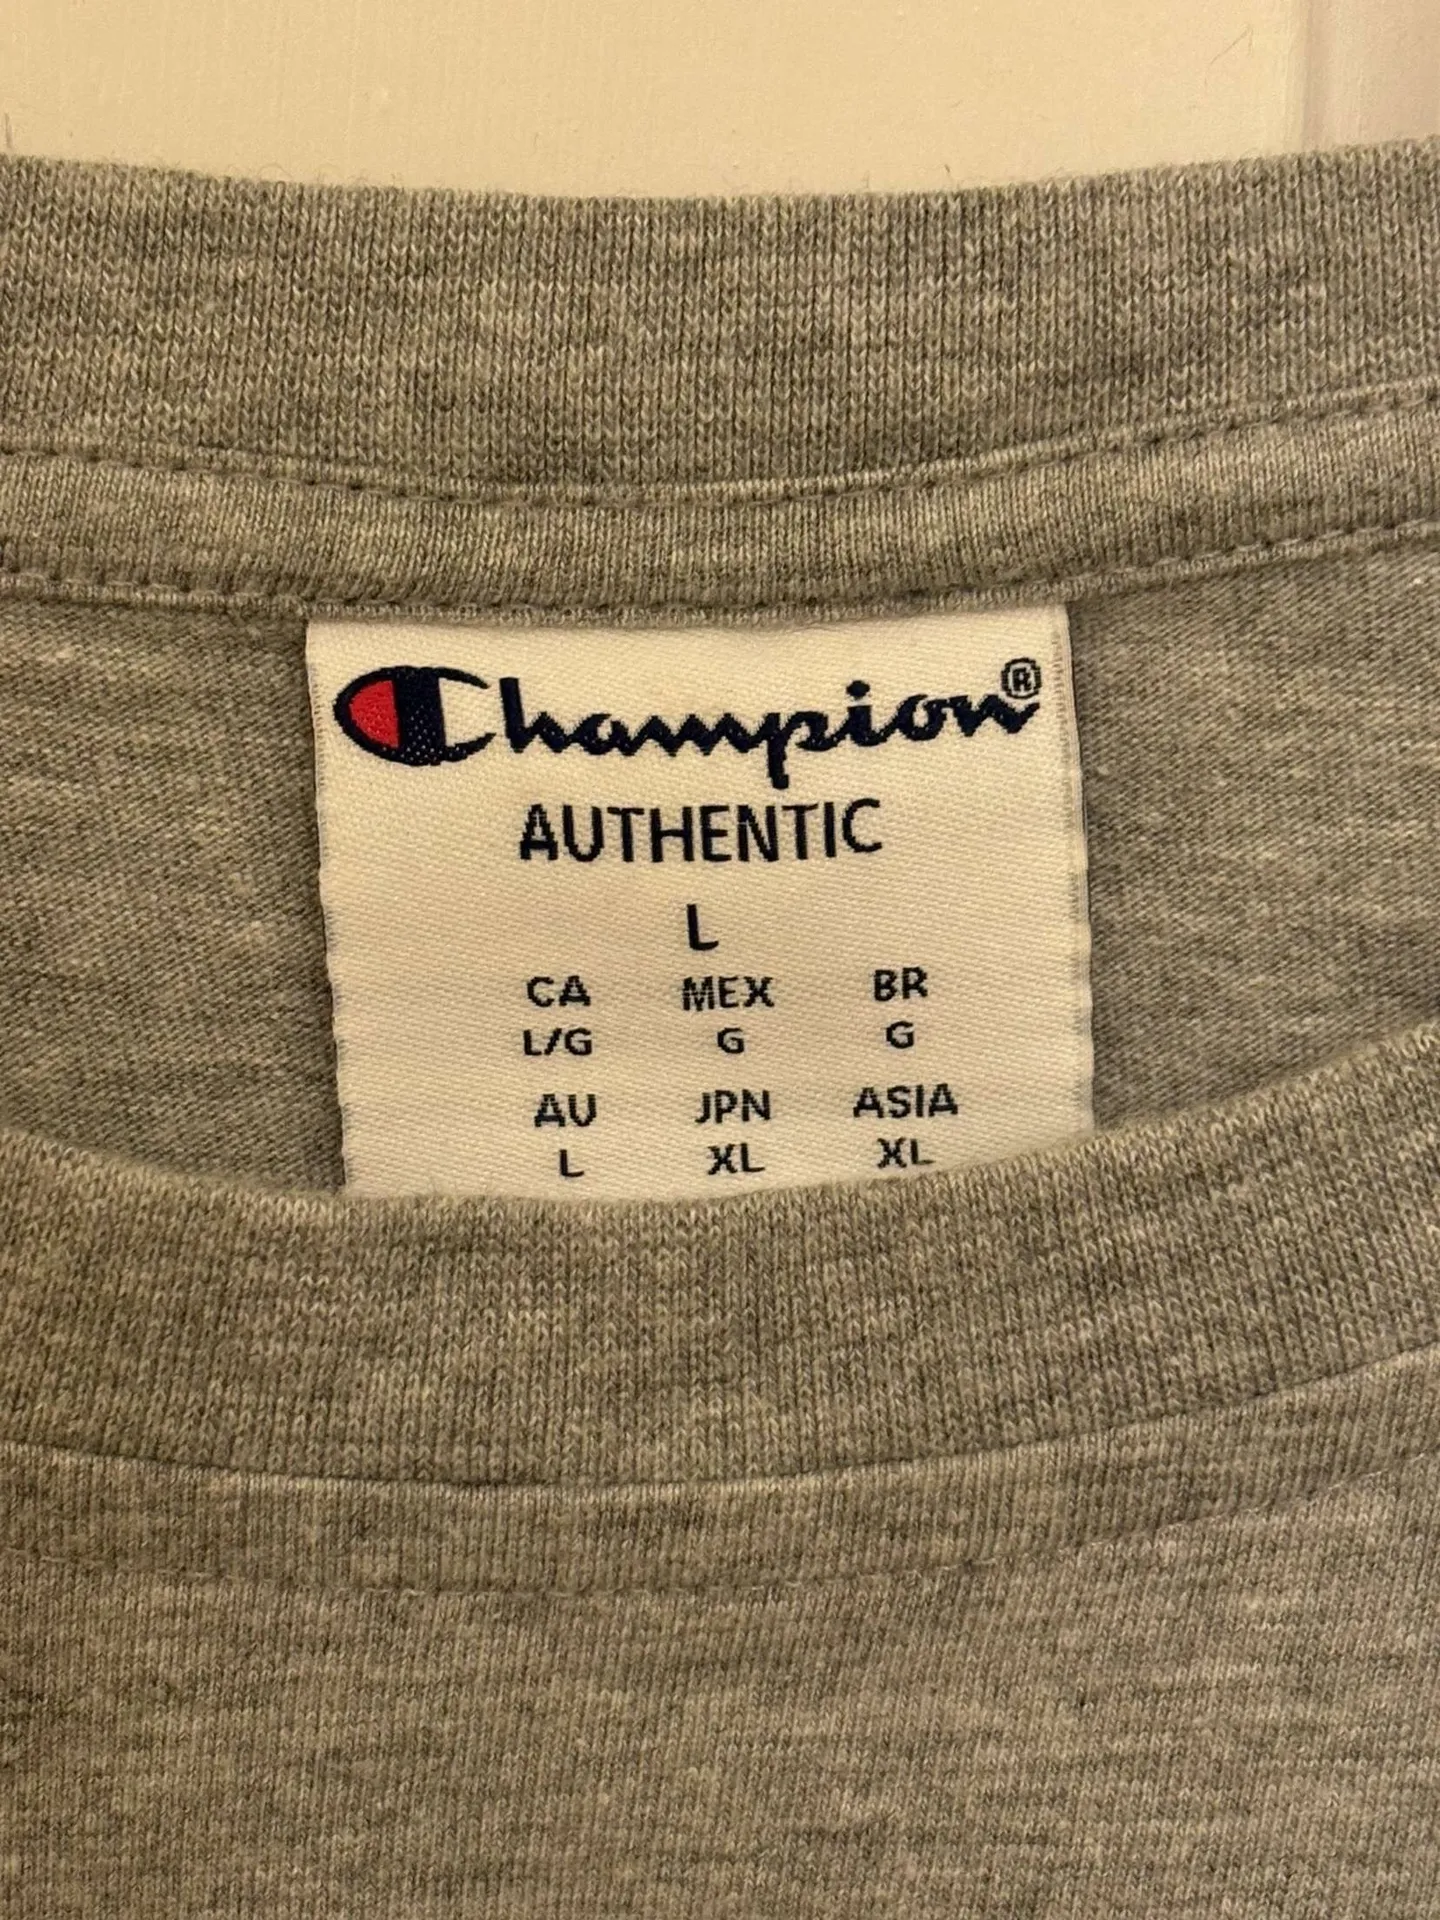 Champion®
AUTHENTIC
L
CA MEX BR
L/G G G
AU JPN ASIA
L XL XL